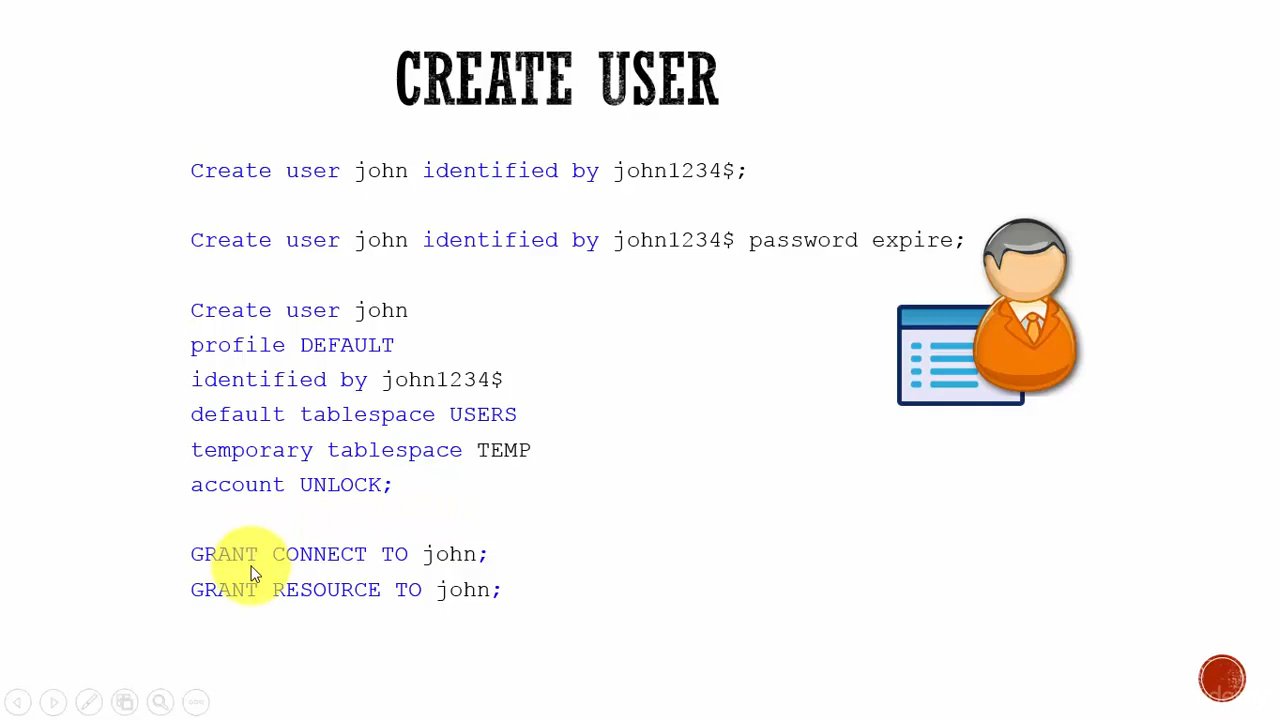 CREATE USER
Create user john identified by john1234$;
Create user john identified by john1234$ password expire;
Create user john
profile DEFAULT
identified by john1234$
default tablespace USERS
temporary tablespace TEMP
account UNLOCK;
GRANT CONNECT TO john;
GRANT RESOURCE TO john;